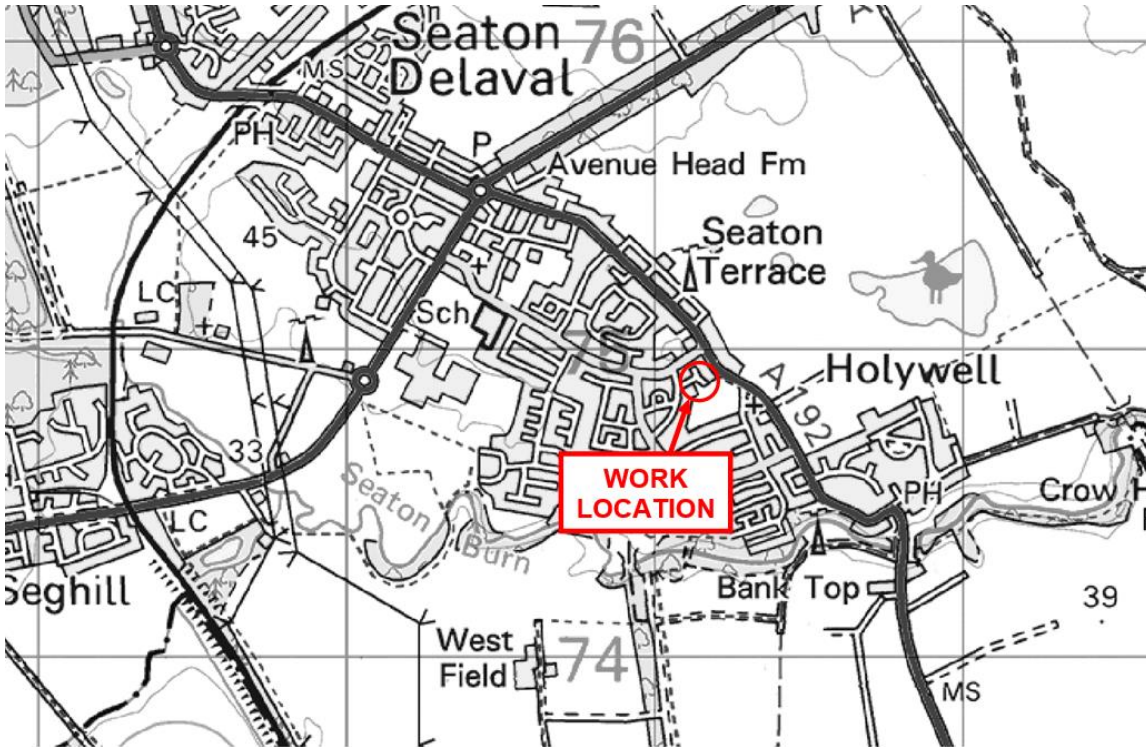 Seaton
Delaval
76
A
MS
PH
P
Avenue Head Fm
45
Seaton
Terrace
LC
Sch
75
A 192
Holywell
33
WORK
LOCATION
Seaton
Burn
PH
Crow H
LC
Seghill
Bank Top
39
West
Field
74
MS